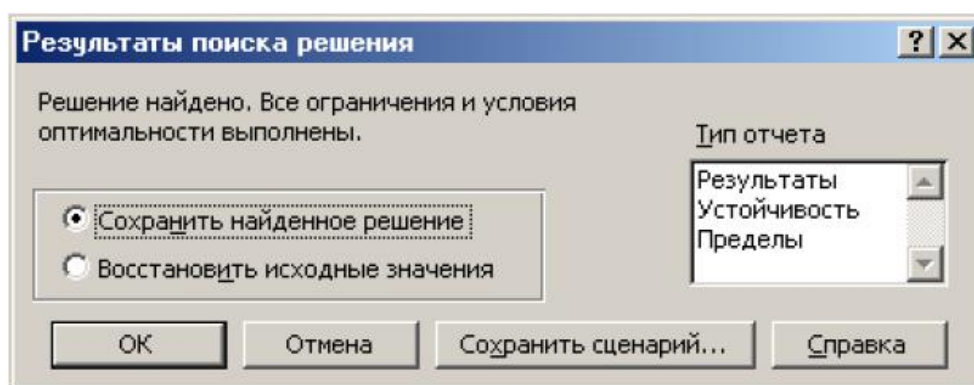 Результаты поиска решения
Решение найдено. Все ограничения и условия
оптимальности выполнены.
Тип отчета
Результаты
Устойчивость
Пределы
Сохранить найденное решение
Восстановить исходные значения
ОК
Отмена
Сохранить сценарий...
Справка